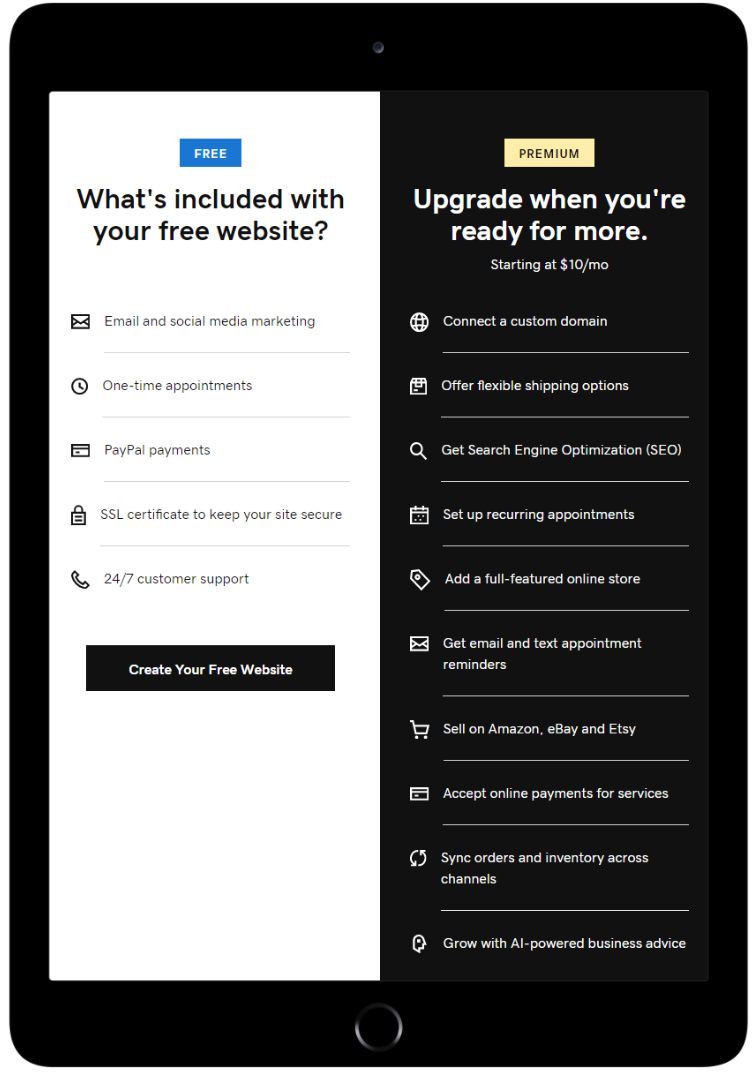 FREE
What's included with
your free website?
Email and social media marketing
One-time appointments
PayPal payments
SSL certificate to keep your site secure
24/7 customer support
Create Your Free Website
PREMIUM
Upgrade when you're
ready for more.
Starting at $10/mo
Connect a custom domain
Offer flexible shipping options
Get Search Engine Optimization (SEO)
Set up recurring appointments
Add a full-featured online store
Get email and text appointment
reminders
Sell on Amazon, eBay and Etsy
Accept online payments for services
Sync orders and inventory across
channels
Grow with AI-powered business advice